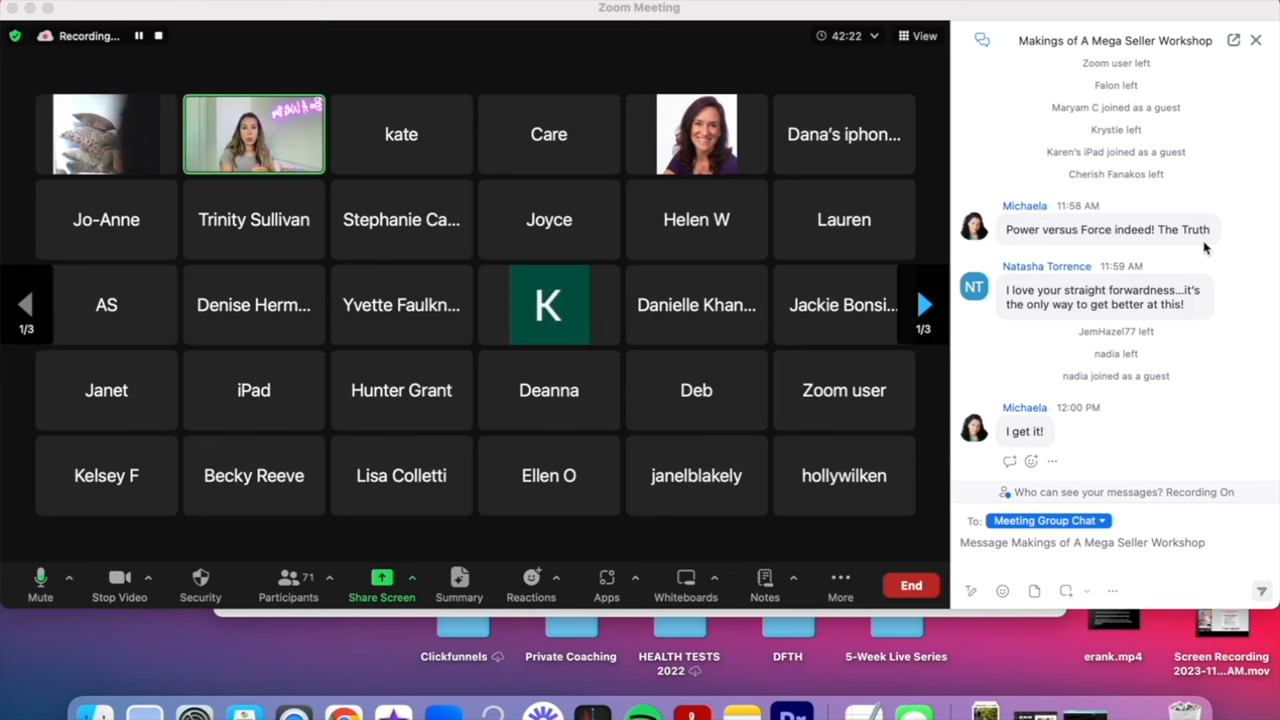 Zoom Meeting
Recording...
42:22
View
Makings of A Mega Seller Workshop
Zoom user left
Falon left
Maryam C joined as a guest
Krystle left
Karen's iPad joined as a guest
Cherish Fanakos left
Michaela 11:58 AM
Power versus Force indeed! The Truth
Natasha Torrence 11:59 AM
NT
I love your straight forwardness...it's
the only way to get better at this!
JemHazel77 left
nadia left
nadia joined as a guest
Michaela 12:00 PM
I get it!
Who can see your messages? Recording On
To: Meeting Group Chat
Message Makings of A Mega Seller Workshop
kate
Care
Dana's iphon...
Jo-Anne
Trinity Sullivan
Stephanie Ca...
Joyce
Helen W
Lauren
AS
Denise Herm...
Yvette Faulkn...
K
Danielle Khan...
Jackie Bonsi...
1/3
1/3
Janet
iPad
Hunter Grant
Deanna
Deb
Zoom user
Kelsey F
Becky Reeve
Lisa Colletti
Ellen O
janelblakely
hollywilken
71
Mute
Stop Video
Security
Participants
Share Screen
Summary
Reactions
Apps
Whiteboards
Notes
More
End
Clickfunnels
Private Coaching
HEALTH TESTS
2022
DFTH
5-Week Live Series
erank.mp4
Screen Recording
2023-11...AM.mov